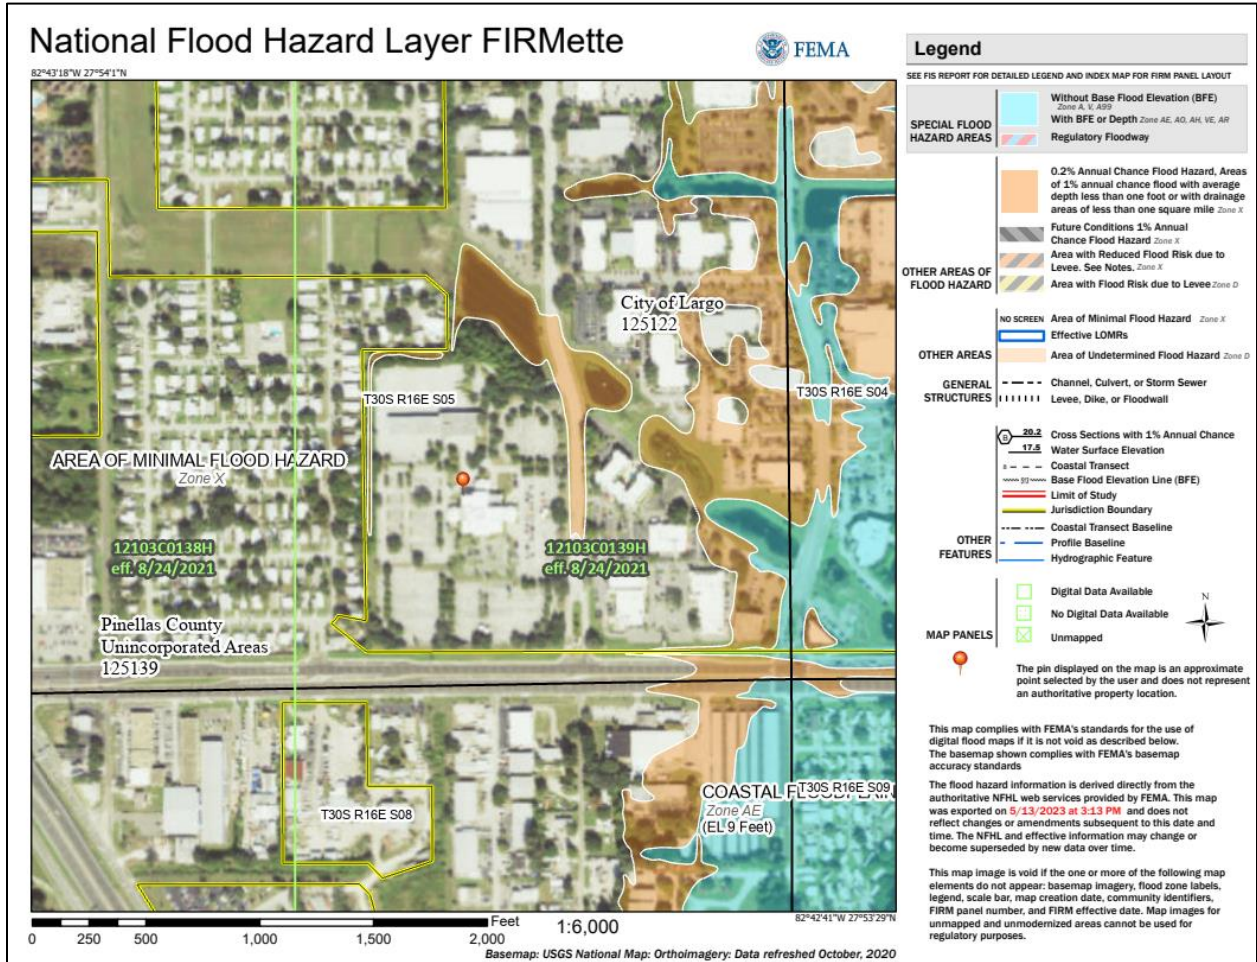 National Flood Hazard Layer FIRMette
FEMA
82°43'18"W 27°54'1"N
City of Largo
125122
T30S R16E S05
T30S R16E S04
AREA OF MINIMAL FLOOD HAZARD
Zone X
12103C0138H
eff. 8/24/2021
12103C0139H
eff. 8/24/2021
Pinellas County
Unincorporated Areas
125139
T30S R16E S08
COASTAL FLOODPLAIN
T30S R16E S09
Zone AE
(EL 9 Feet)
82°42'41"W 27°53'29"N
Feet
0 250 500 1,000 1,500 2,000
1:6,000
Basemap: USGS National Map: Orthoimagery: Data refreshed October, 2020
Legend
SEE FIS REPORT FOR DETAILED LEGEND AND INDEX MAP FOR FIRM PANEL LAYOUT
SPECIAL FLOOD
HAZARD AREAS
Without Base Flood Elevation (BFE)
Zone A, V, A99
With BFE or Depth Zone AE, AO, AH, VE, AR
Regulatory Floodway
0.2% Annual Chance Flood Hazard, Areas
of 1% annual chance flood with average
depth less than one foot or with drainage
areas of less than one square mile Zone X
Future Conditions 1% Annual
Chance Flood Hazard Zone X
Area with Reduced Flood Risk due to
Levee. See Notes. Zone X
Area with Flood Risk due to Levee Zone D
OTHER AREAS OF
FLOOD HAZARD
NO SCREEN Area of Minimal Flood Hazard Zone X
Effective LOMRs
OTHER AREAS
Area of Undetermined Flood Hazard Zone D
GENERAL
STRUCTURES
Channel, Culvert, or Storm Sewer
Levee, Dike, or Floodwall
B 20.2 Cross Sections with 1% Annual Chance
17.5 Water Surface Elevation
8 Coastal Transect
513 Base Flood Elevation Line (BFE)
Limit of Study
Jurisdiction Boundary
Coastal Transect Baseline
OTHER
FEATURES
Profile Baseline
Hydrographic Feature
Digital Data Available
No Digital Data Available
Unmapped
MAP PANELS
N
The pin displayed on the map is an approximate
point selected by the user and does not represent
an authoritative property location.
This map complies with FEMA's standards for the use of
digital flood maps if it is not void as described below.
The basemap shown complies with FEMA's basemap
accuracy standards
The flood hazard information is derived directly from the
authoritative NFHL web services provided by FEMA. This map
was exported on 5/13/2023 at 3:13 PM and does not
reflect changes or amendments subsequent to this date and
time. The NFHL and effective information may change or
become superseded by new data over time.
This map image is void if the one or more of the following map
elements do not appear: basemap imagery, flood zone labels,
legend, scale bar, map creation date, community identifiers,
FIRM panel number, and FIRM effective date. Map images for
unmapped and unmodernized areas cannot be used for
regulatory purposes.